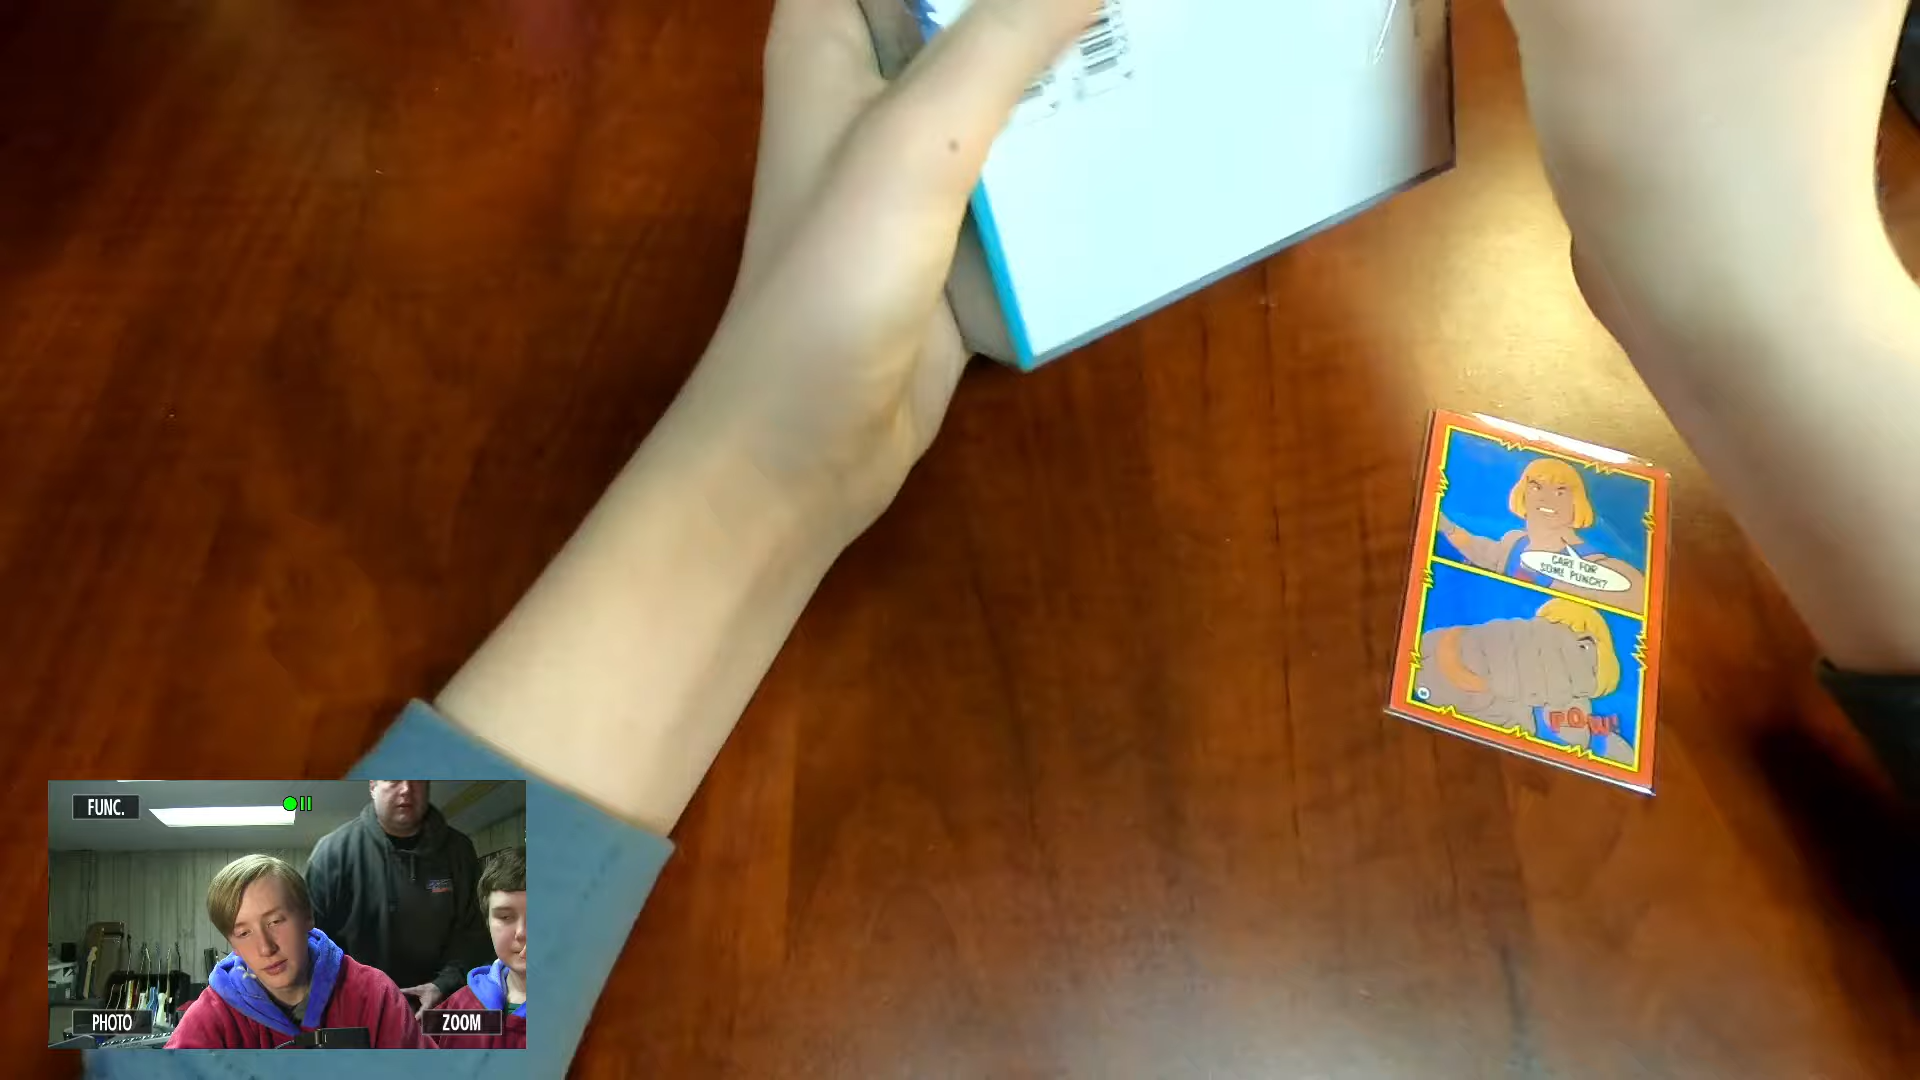 CARE FOR
SOME PUNCH?
POW!
FUNC.
PHOTO
ZOOM